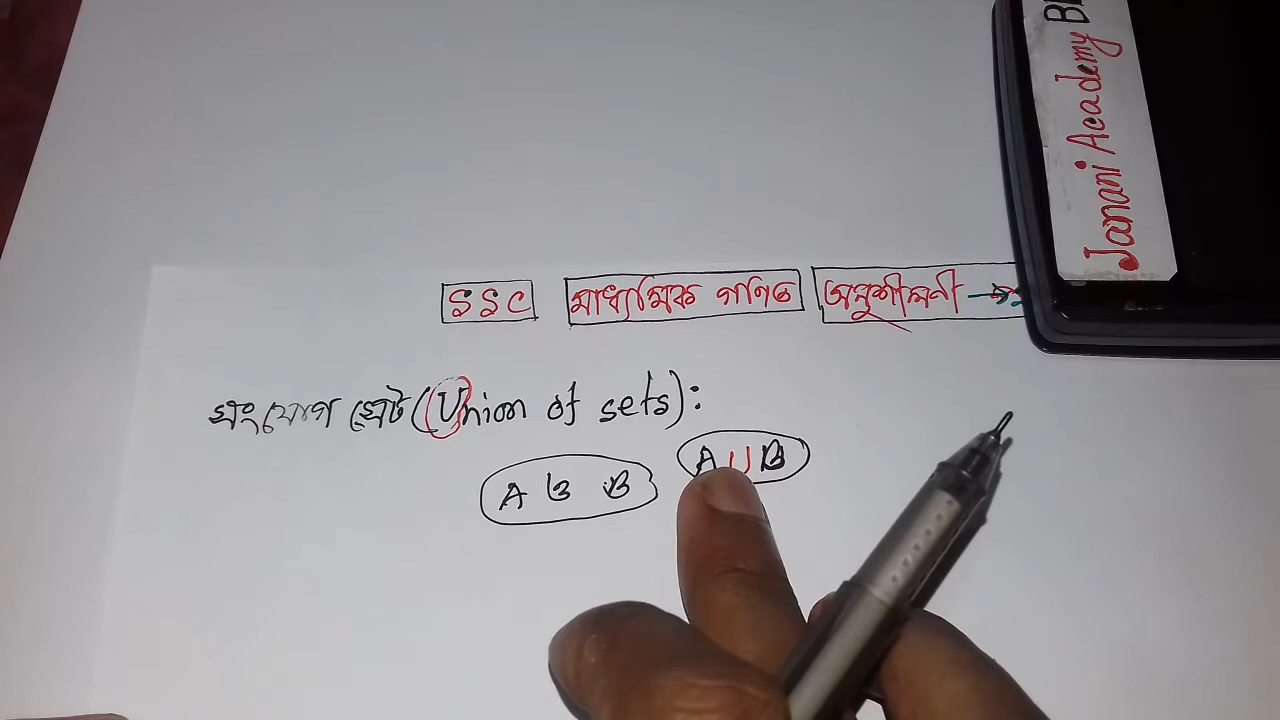 Janani Academy
SSC মাধ্যমিক গণিত অনুশীলনী
সংযোগ সেট (Union of sets):
A ও B A ∪ B